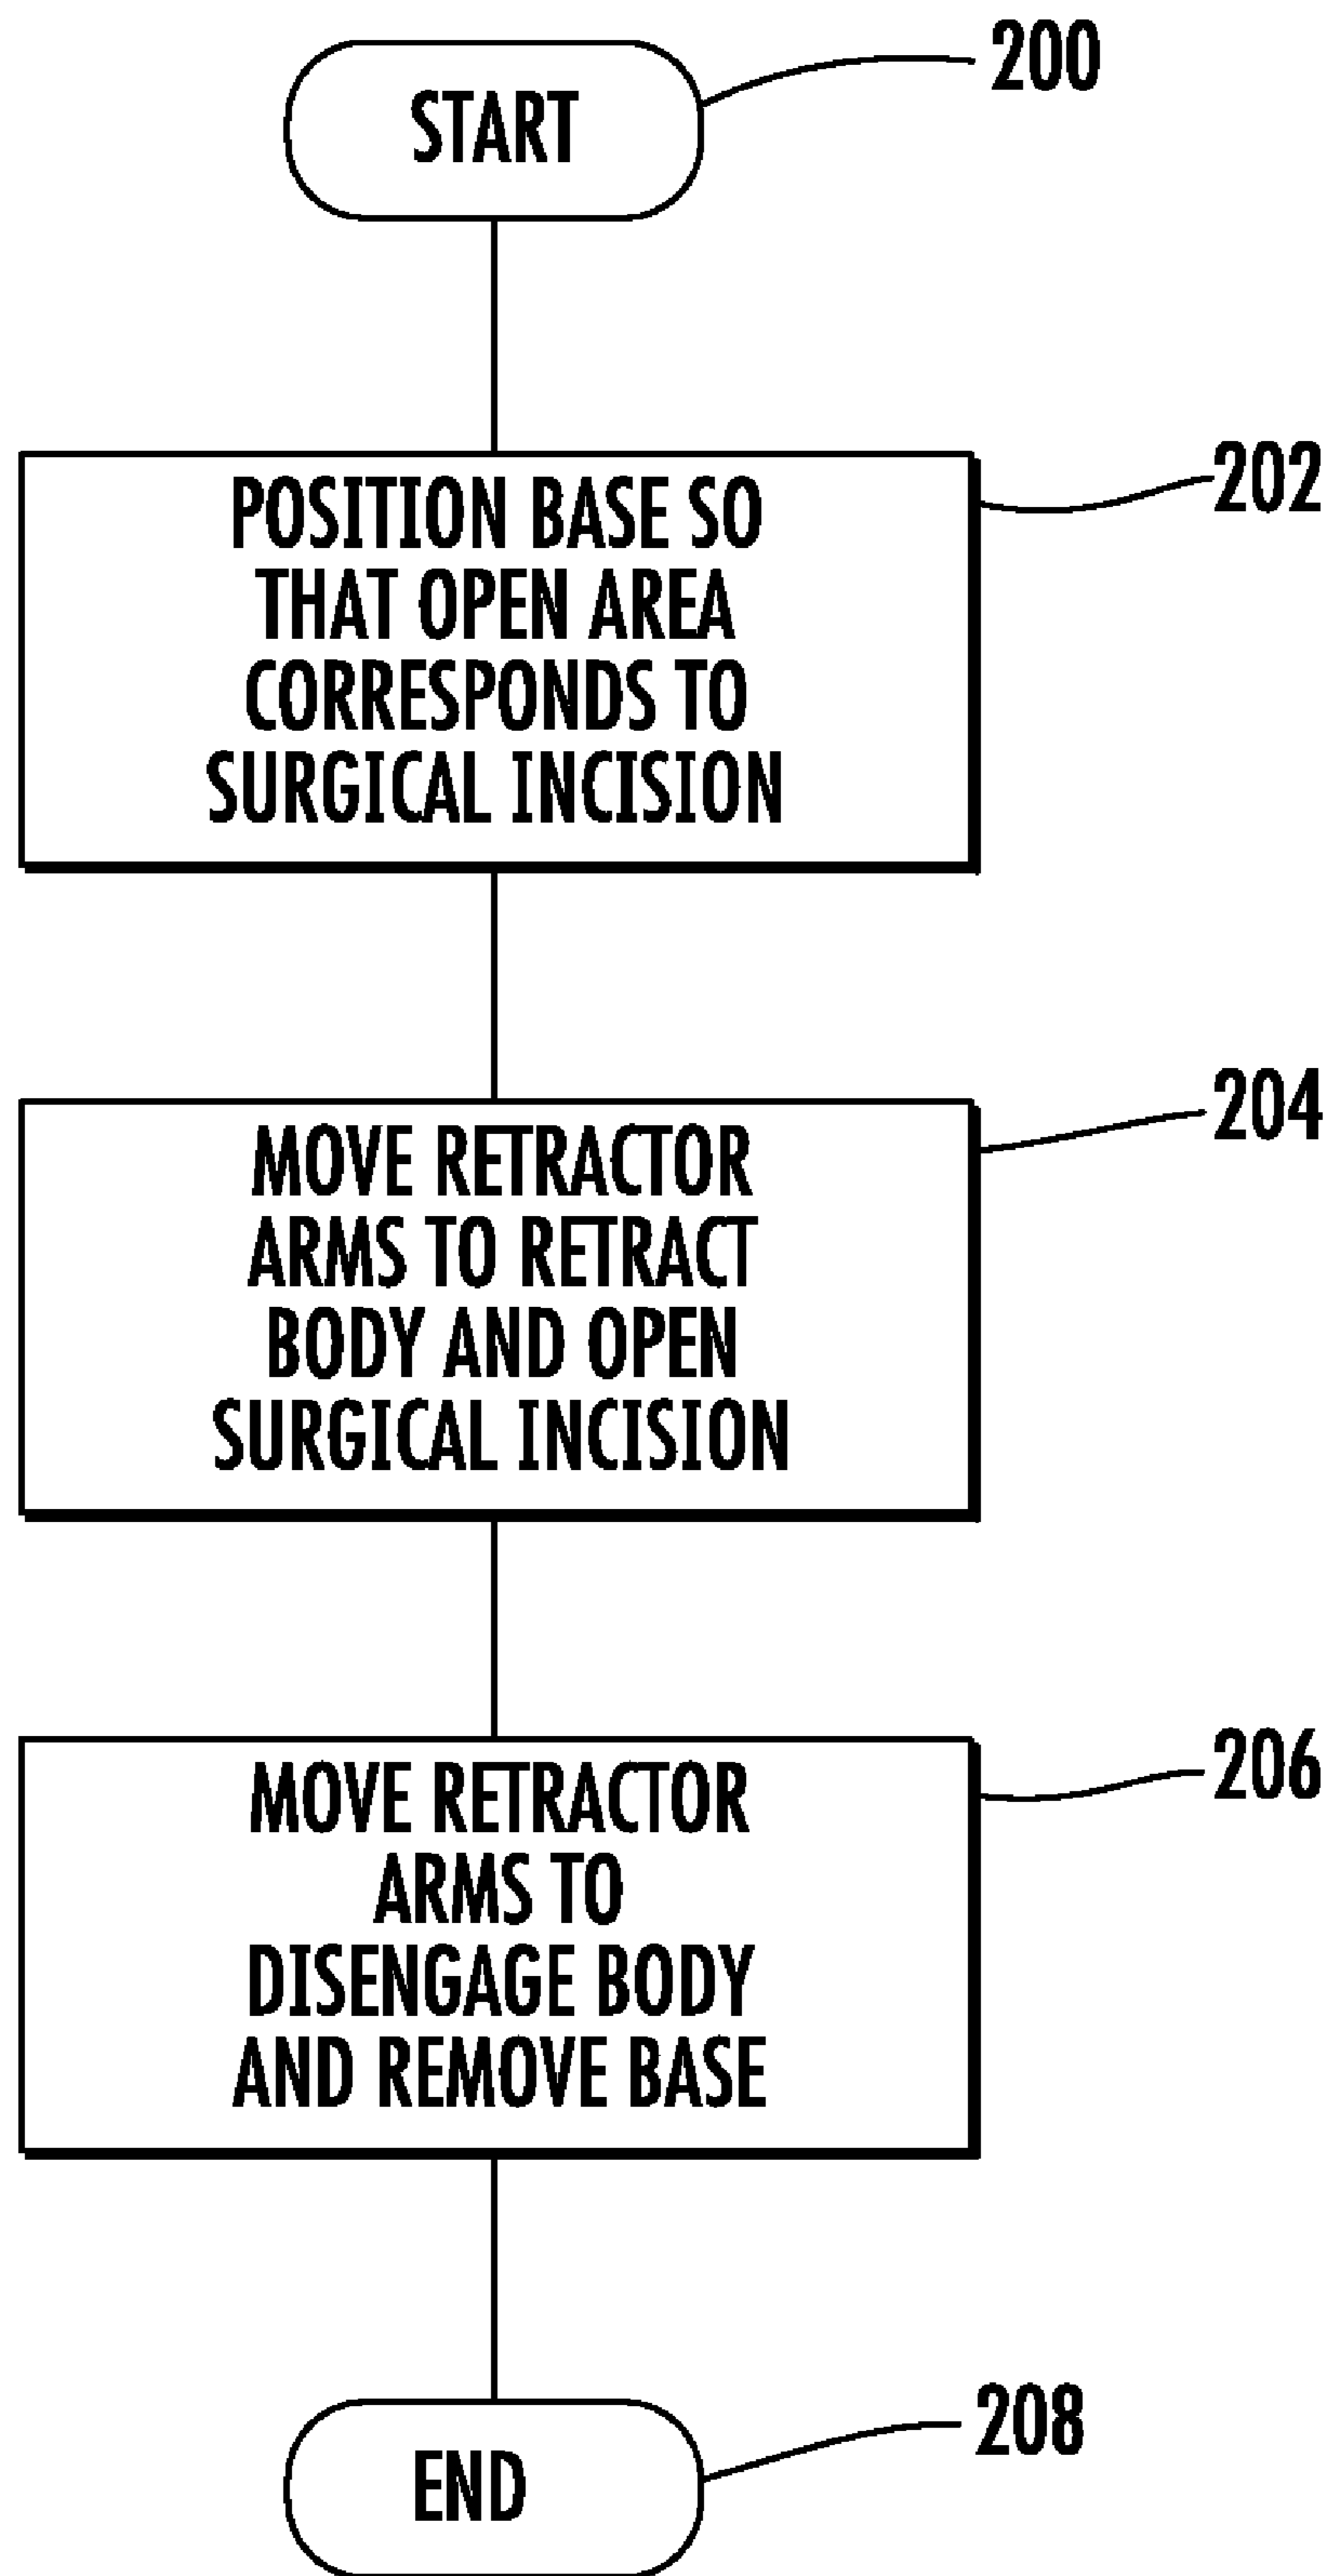 START
200
POSITION BASE SO
THAT OPEN AREA
CORRESPONDS TO
SURGICAL INCISION
202
MOVE RETRACTOR
ARMS TO RETRACT
BODY AND OPEN
SURGICAL INCISION
204
MOVE RETRACTOR
ARMS TO
DISENGAGE BODY
AND REMOVE BASE
206
END
208